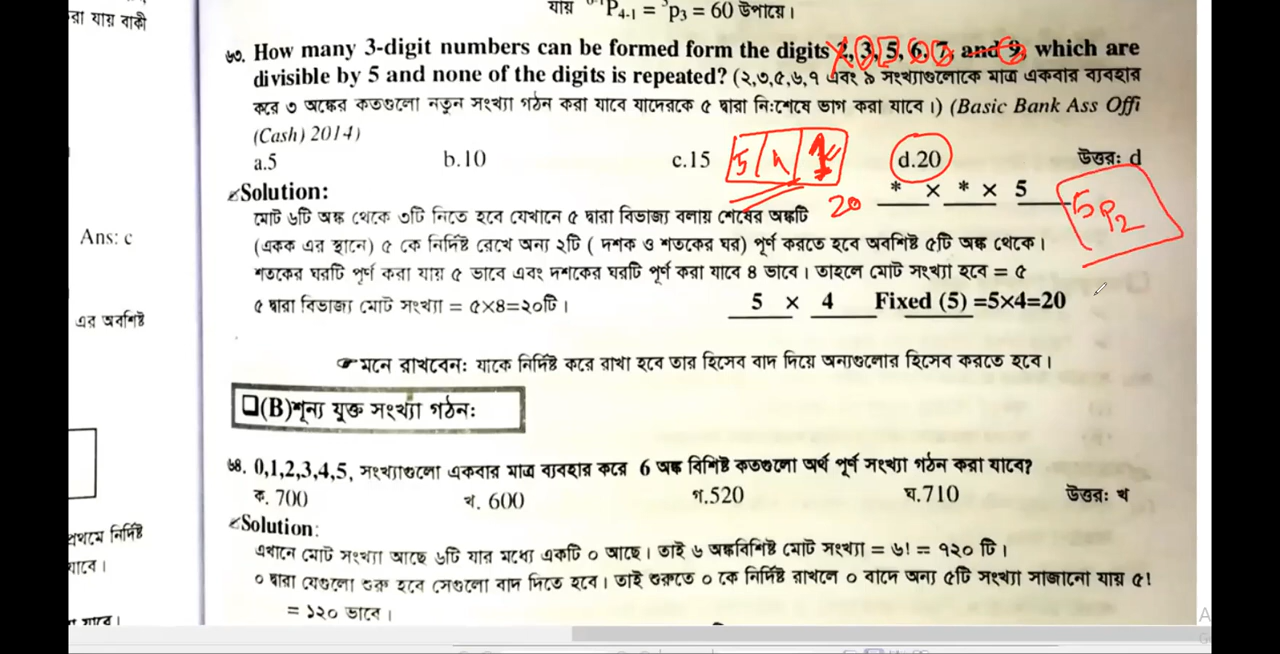 রা যায় বাকী
যায় ⁶⁻¹P₄₋₁ = ⁵P₃ = 60 উপায়ে।
৬৩. How many 3-digit numbers can be formed form the digits 2, 3, 5, 6, 7, and 9, which are
divisible by 5 and none of the digits is repeated? (২,৩,৫,৬,৭ এবং ৯ সংখ্যাগুলোকে মাত্র একবার ব্যবহার
করে ৩ অঙ্কের কতগুলো নতুন সংখ্যা গঠন করা যাবে যাদেরকে ৫ দ্বারা নিঃশেষে ভাগ করা যাবে।) (Basic Bank Ass Offi
(Cash) 2014)
a.5 b.10 c.15 d.20 উত্তর: d
5 4
Solution: * × * × 5
20
5P2
মোট ৬টি অঙ্ক থেকে ৩টি নিতে হবে যেখানে ৫ দ্বারা বিভাজ্য বলায় শেষের অঙ্কটি
Ans: c
(একক এর স্থানে) ৫ কে নির্দিষ্ট রেখে অন্য ২টি ( দশক ও শতকের ঘর) পূর্ণ করতে হবে অবশিষ্ট ৫টি অঙ্ক থেকে।
শতকের ঘরটি পূর্ণ করা যায় ৫ ভাবে এবং দশকের ঘরটি পূর্ণ করা যাবে ৪ ভাবে। তাহলে মোট সংখ্যা হবে = ৫
৫ দ্বারা বিভাজ্য মোট সংখ্যা = ৫×৪=২০টি। 5 × 4 Fixed (5) =5×4=20
এর অবশিষ্ট
মনে রাখবেন: যাকে নির্দিষ্ট করে রাখা হবে তার হিসেব বাদ দিয়ে অন্যগুলোর হিসেব করতে হবে।
(B)শূন্য যুক্ত সংখ্যা গঠন:
৬৪. 0,1,2,3,4,5, সংখ্যাগুলো একবার মাত্র ব্যবহার করে 6 অঙ্ক বিশিষ্ট কতগুলো অর্থ পূর্ণ সংখ্যা গঠন করা যাবে?
ক. 700 খ. 600 গ.520 ঘ.710 উত্তর: খ
Solution:
প্রথমে নির্দিষ্ট
এখানে মোট সংখ্যা আছে ৬টি যার মধ্যে একটি ০ আছে। তাই ৬ অঙ্কবিশিষ্ট মোট সংখ্যা = ৬! = ৭২০ টি।
যাবে।
০ দ্বারা যেগুলো শুরু হবে সেগুলো বাদ দিতে হবে। তাই শুরুতে ০ কে নির্দিষ্ট রাখলে ০ বাদে অন্য ৫টি সংখ্যা সাজানো যায় ৫!
= ১২০ ভাবে।